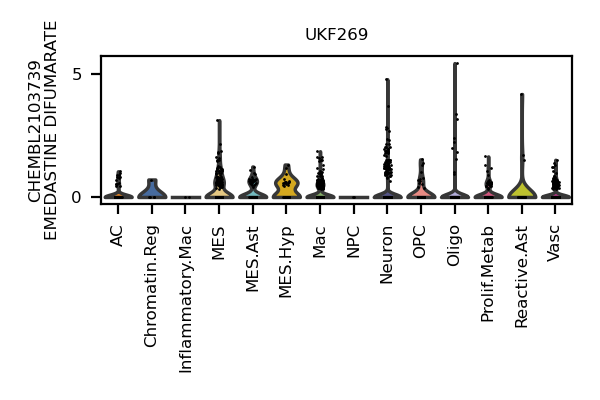 UKF269
CHEMBL2103739
EMEDASTINE DIFUMARATE
5
0
AC
Chromatin.Reg
Inflammatory.Mac
MES
MES.Ast
MES.Hyp
Mac
NPC
Neuron
OPC
Oligo
Prolif.Metab
Reactive.Ast
Vasc